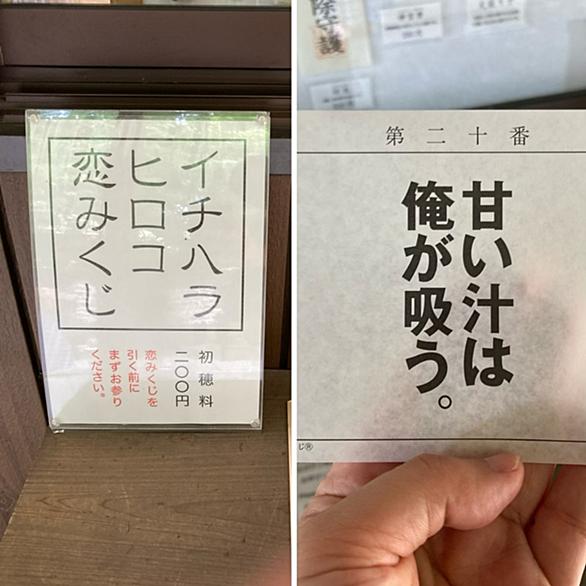 イチハラ
ヒロコ
恋みくじ
初穂料
二〇〇円
恋みくじを
引く前に
まずお参り
ください。
第二十番
甘い汁は
俺が吸う。
じ®